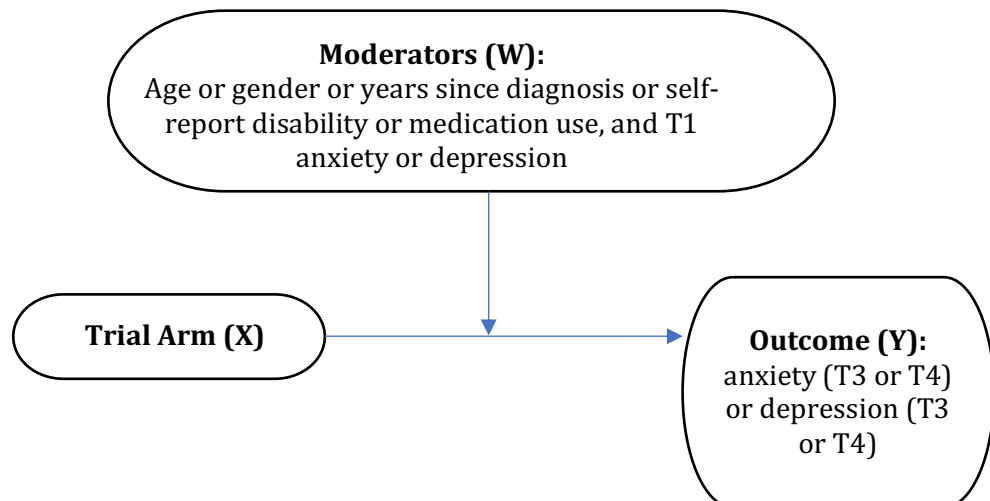 Moderators (W):
Age or gender or years since diagnosis or self-
report disability or medication use, and T1
anxiety or depression
Trial Arm (X)
Outcome (Y):
anxiety (T3 or T4)
or depression (T3
or T4)